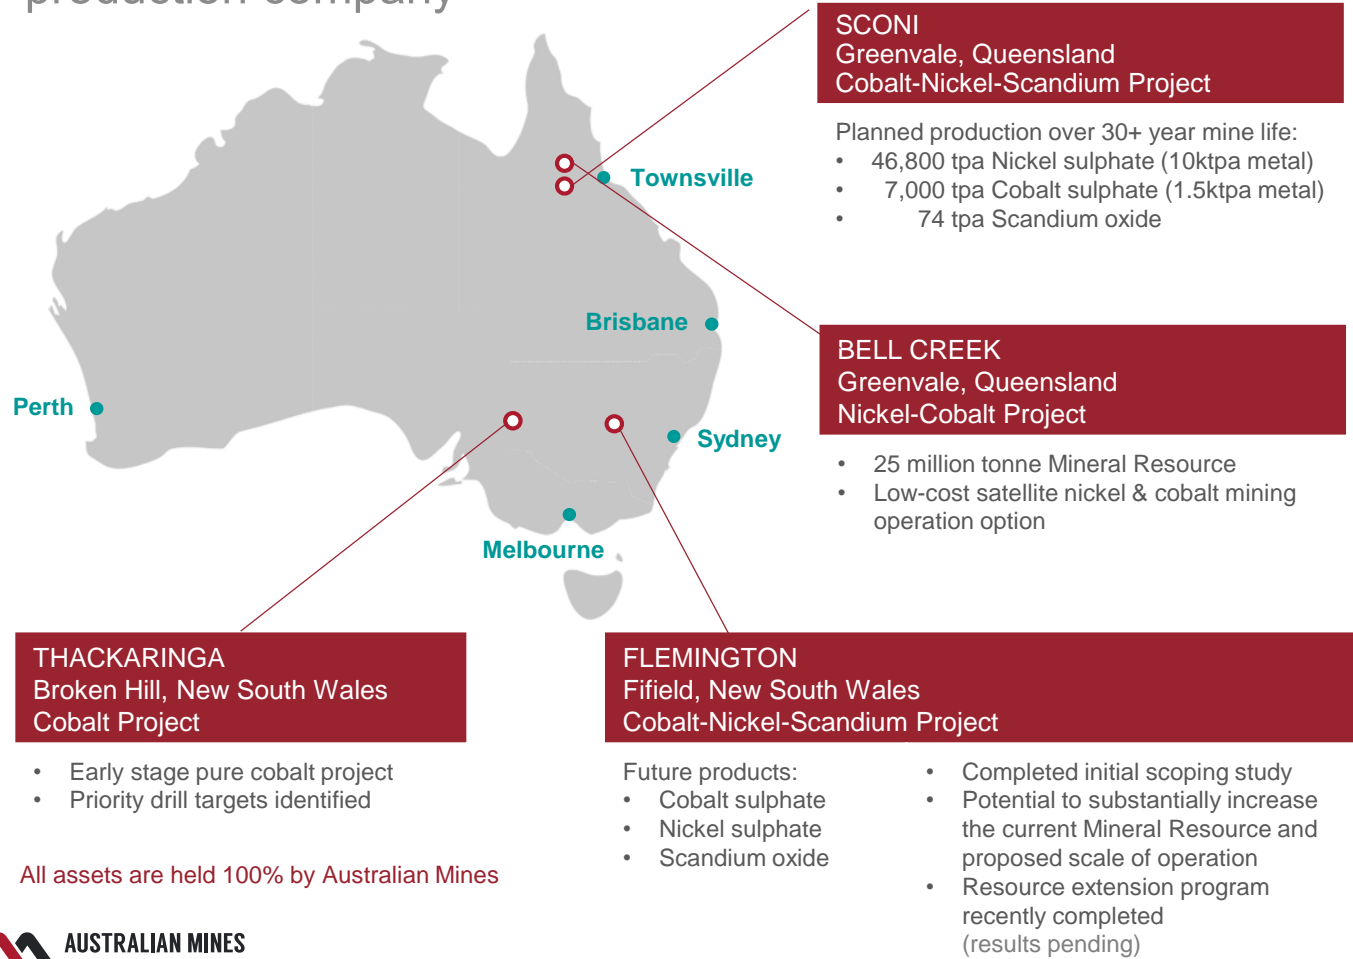 production company
SCONI
Greenvale, Queensland
Cobalt-Nickel-Scandium Project
Planned production over 30+ year mine life:
• 46,800 tpa Nickel sulphate (10ktpa metal)
• 7,000 tpa Cobalt sulphate (1.5ktpa metal)
• 74 tpa Scandium oxide
Townsville
Brisbane
BELL CREEK
Greenvale, Queensland
Nickel-Cobalt Project
Perth
Sydney
• 25 million tonne Mineral Resource
• Low-cost satellite nickel & cobalt mining
operation option
Melbourne
THACKARINGA
Broken Hill, New South Wales
Cobalt Project
• Early stage pure cobalt project
• Priority drill targets identified
FLEMINGTON
Fifield, New South Wales
Cobalt-Nickel-Scandium Project
Future products:
• Cobalt sulphate
• Nickel sulphate
• Scandium oxide
• Completed initial scoping study
• Potential to substantially increase
the current Mineral Resource and
proposed scale of operation
• Resource extension program
recently completed
(results pending)
All assets are held 100% by Australian Mines
AUSTRALIAN MINES